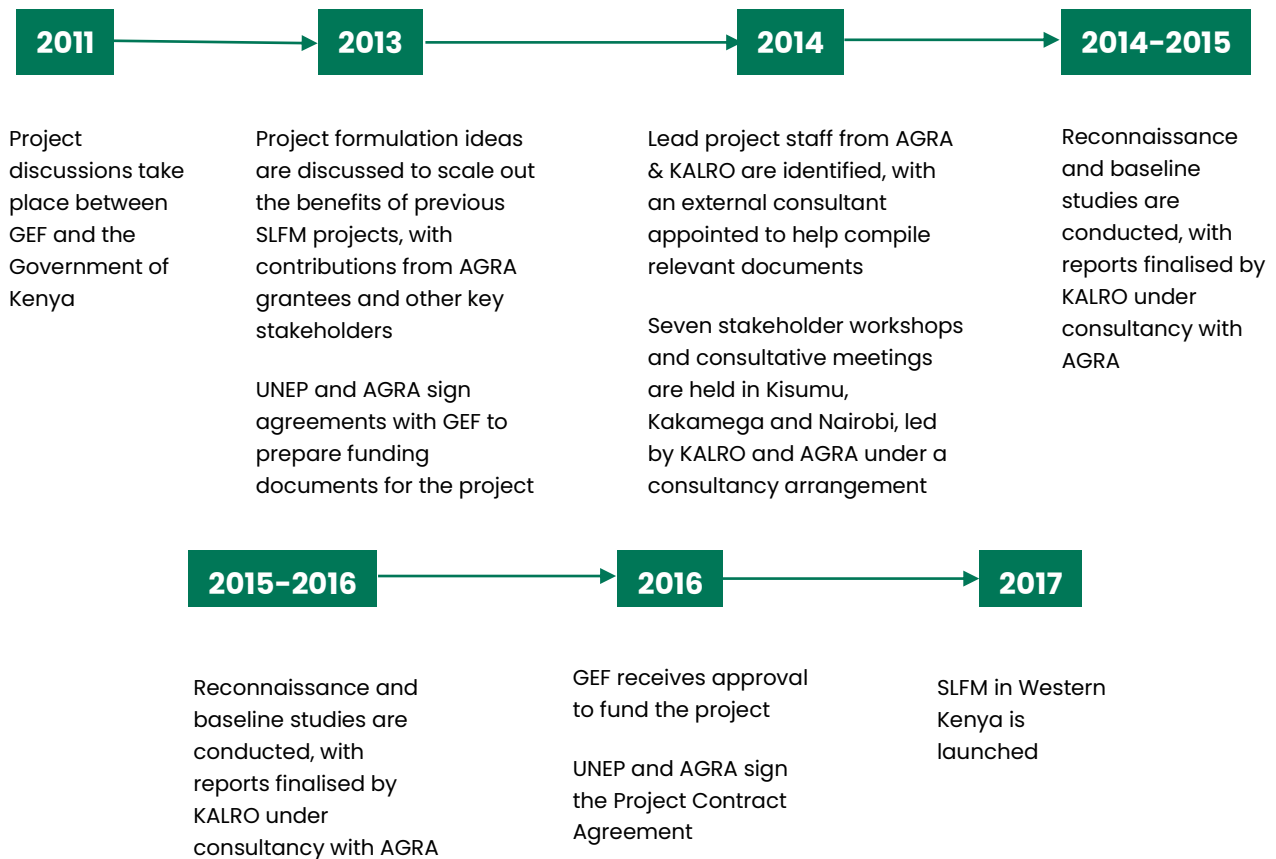 2011
2013
2014
2014-2015
Project
discussions take
place between
GEF and the
Government of
Kenya
Project formulation ideas
are discussed to scale out
the benefits of previous
SLFM projects, with
contributions from AGRA
grantees and other key
stakeholders
UNEP and AGRA sign
agreements with GEF to
prepare funding
documents for the project
Lead project staff from AGRA
& KALRO are identified, with
an external consultant
appointed to help compile
relevant documents
Seven stakeholder workshops
and consultative meetings
are held in Kisumu,
Kakamega and Nairobi, led
by KALRO and AGRA under a
consultancy arrangement
Reconnaissance
and baseline
studies are
conducted, with
reports finalised by
KALRO under
consultancy with
AGRA
2015-2016
2016
2017
Reconnaissance and
baseline studies are
conducted, with
reports finalised by
KALRO under
consultancy with AGRA
GEF receives approval
to fund the project
UNEP and AGRA sign
the Project Contract
Agreement
SLFM in Western
Kenya is
launched